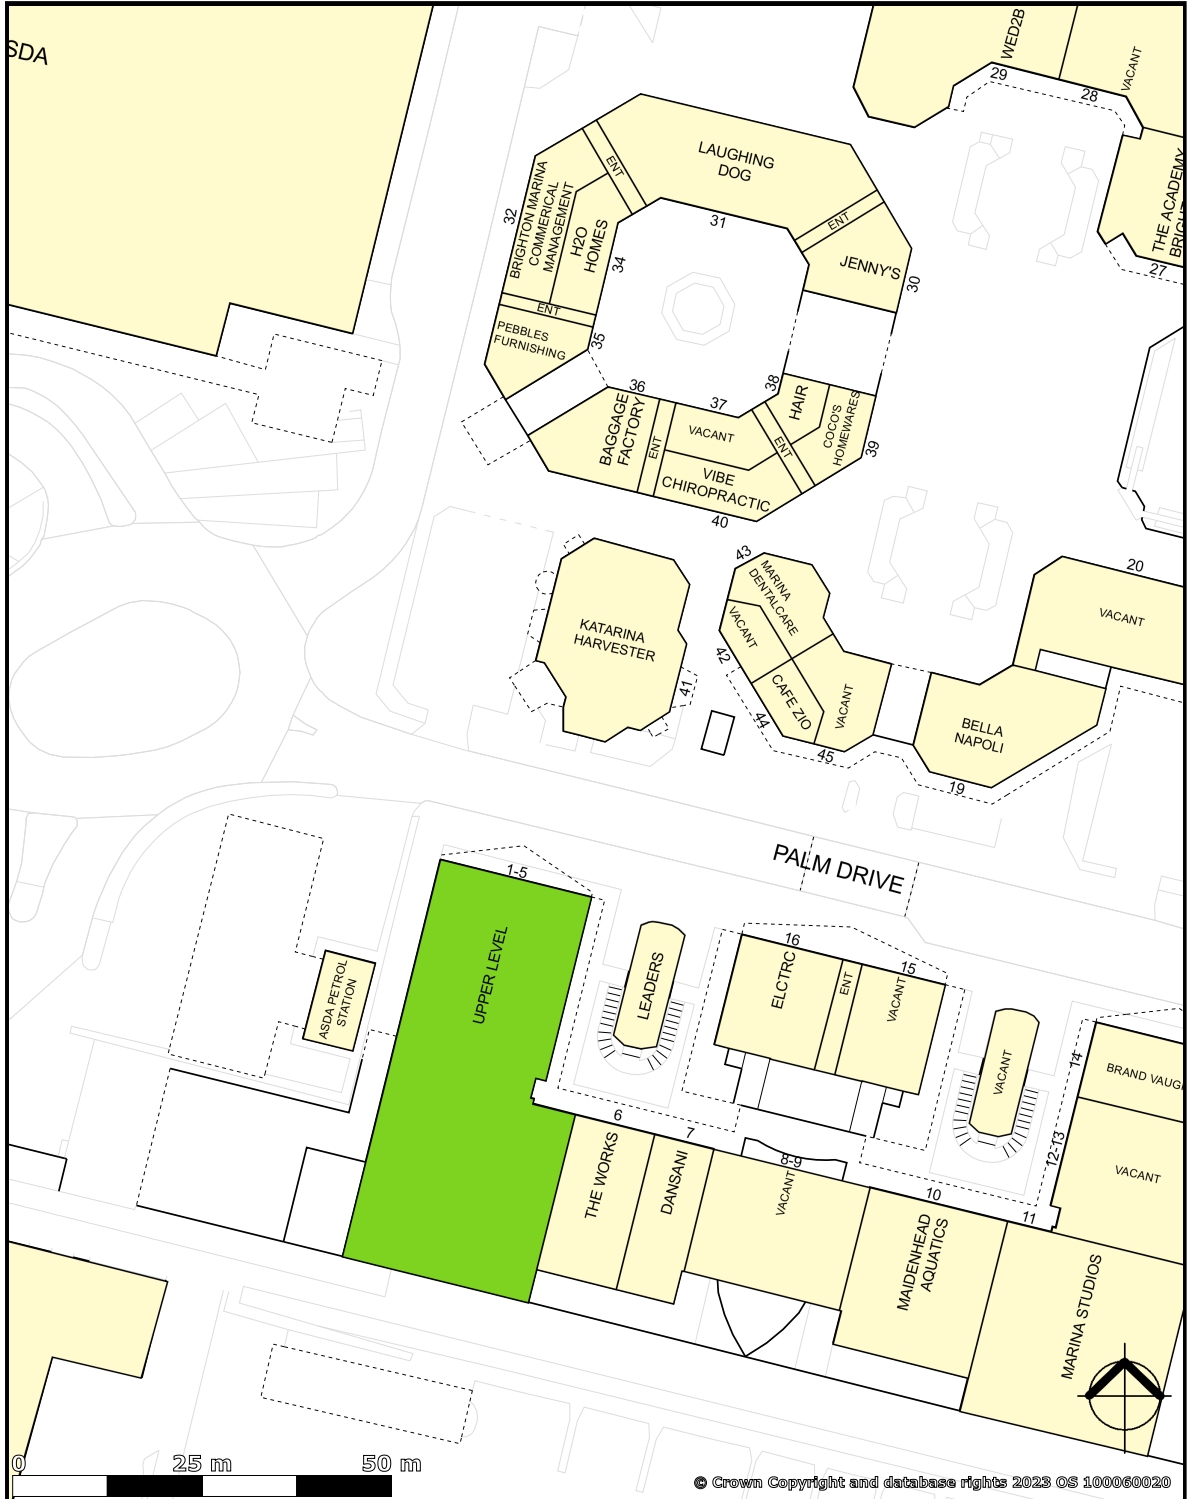 SDA
WED2B
VACANT
29
28
LAUGHING
DOG
ENT
BRIGHTON MARINA
COMMERICAL
MANAGEMENT
32
H2O
HOMES
34
31
ENT
JENNY'S
30
THE ACADEMY
27
ENT
PEBBLES
FURNISHING
35
36
37
38
HAIR
COCO'S
HOMEWARES
39
BAGGAGE
FACTORY
ENT
VACANT
ENT
VIBE
CHIROPRACTIC
40
43
MARINA
DENTALCARE
20
VACANT
KATARINA
HARVESTER
41
VACANT
42
CAFE ZIO
44
VACANT
45
BELLA
NAPOLI
19
PALM DRIVE
1-5
UPPER LEVEL
ASDA PETROL
STATION
LEADERS
16
ELCTRC
ENT
15
VACANT
VACANT
14
BRAND VAUG
12-13
VACANT
6
THE WORKS
7
DANSANI
8-9
VACANT
10
MAIDENHEAD
AQUATICS
11
MARINA STUDIOS
0
25 m
50 m
© Crown Copyright and database rights 2023 OS 100060020